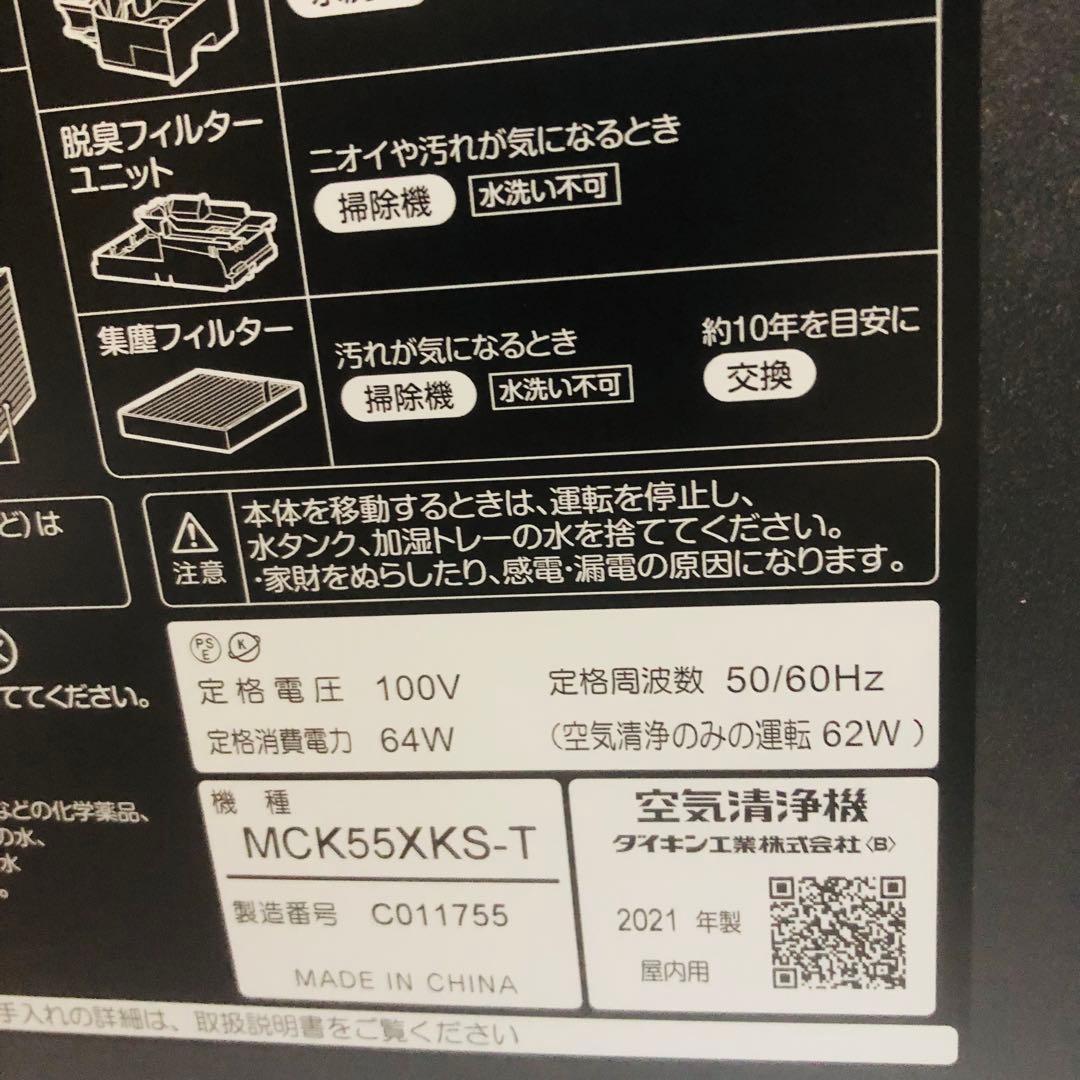 脱臭フィルター
ユニット
ニオイや汚れが気になるとき
掃除機 水洗い不可
集塵フィルター
汚れが気になるとき
掃除機 水洗い不可
約10年を目安に
交換
ど)は
注意
本体を移動するときは、運転を停止し、
水タンク、加湿トレーの水を捨ててください。
・家財をぬらしたり、感電・漏電の原因になります。
ててください。
PSE K
定格電圧 100V 定格周波数 50/60Hz
定格消費電力 64W (空気清浄のみの運転 62W )
などの化学薬品、
の水、
水
機種
MCK55XKS-T
製造番号 C011755
MADE IN CHINA
空気清浄機
ダイキン工業株式会社〈B〉
2021 年製
屋内用
手入れの詳細は、取扱説明書をご覧ください